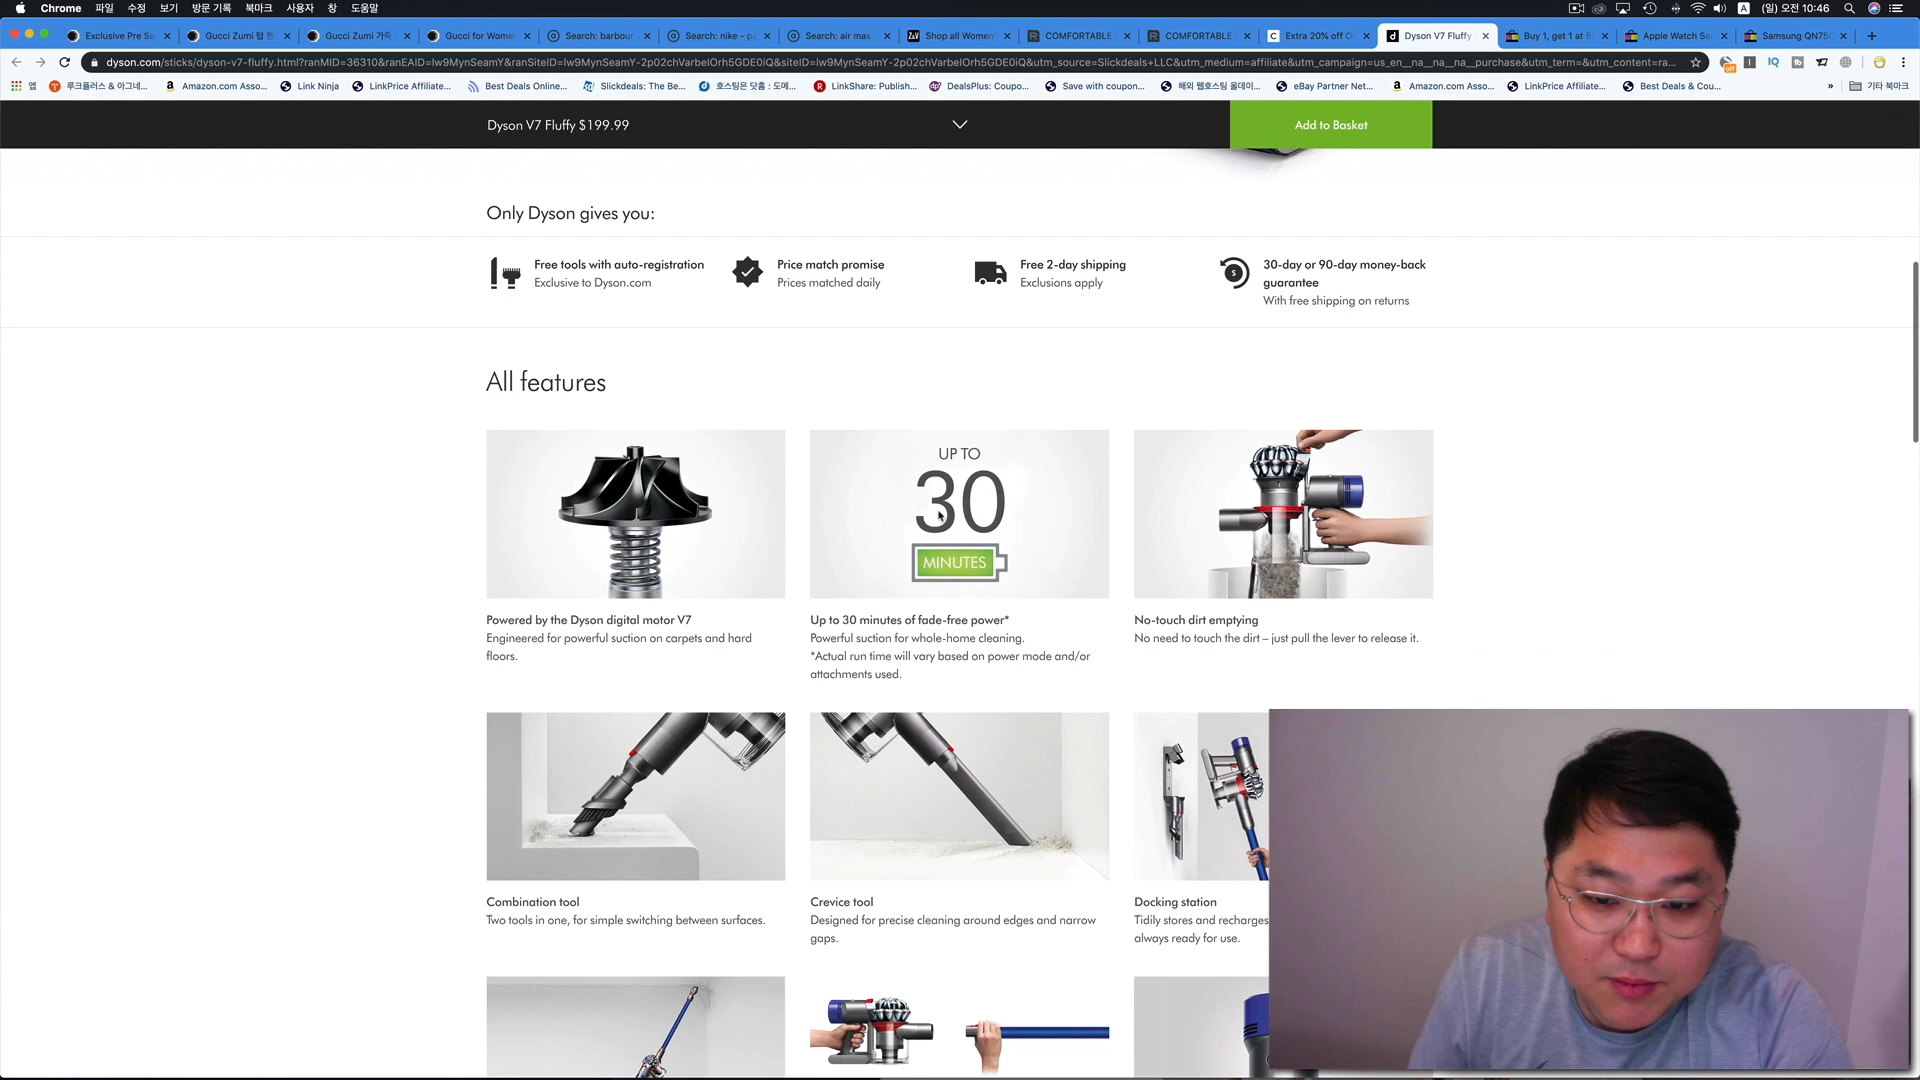 Chrome 파일 수정 보기 방문 기록 북마크 사용자 창 도움말
A (일) 오전 10:46
Exclusive Pre Sa
Gucci Zumi 탑 핸
Gucci Zumi 가죽
Gucci for Wome
Search: barbour
Search: nike - pa
Search: air max
Shop all Women
COMFORTABLE
COMFORTABLE
Extra 20% off O
Dyson V7 Fluffy
Buy 1, get 1 at 50
Apple Watch Se
Samsung QN75Q
dyson.com/sticks/dyson-v7-fluffy.html?ranMID=36310&ranEAID=lw9MynSeamY&ranSiteID=lw9MynSeamY-2p02chVarbelOrh5GDE0iQ&siteID=lw9MynSeamY-2p02chVarbelOrh5GDE0iQ&utm_source=Slickdeals+LLC&utm_medium=affiliate&utm_campaign=us_en__na__na__na__purchase&utm_term=&utm_content=ra...
앱
루크플러스 & 아그네...
Amazon.com Asso...
Link Ninja
LinkPrice Affiliate...
Best Deals Online...
Slickdeals: The Be...
호스팅은 닷홈 : 도메...
LinkShare: Publish...
DealsPlus: Coupo...
Save with coupon...
해외 웹호스팅 올데이...
eBay Partner Net...
Amazon.com Asso...
LinkPrice Affiliate...
Best Deals & Cou...
»
기타 북마크
Dyson V7 Fluffy $199.99
Add to Basket
Only Dyson gives you:
Free tools with auto-registration
Exclusive to Dyson.com
Price match promise
Prices matched daily
Free 2-day shipping
Exclusions apply
30-day or 90-day money-back
guarantee
With free shipping on returns
All features
UP TO
30
MINUTES
Powered by the Dyson digital motor V7
Engineered for powerful suction on carpets and hard
floors.
Up to 30 minutes of fade-free power*
Powerful suction for whole-home cleaning.
*Actual run time will vary based on power mode and/or
attachments used.
No-touch dirt emptying
No need to touch the dirt – just pull the lever to release it.
Combination tool
Two tools in one, for simple switching between surfaces.
Crevice tool
Designed for precise cleaning around edges and narrow
gaps.
Docking station
Tidily stores and recharges
always ready for use.